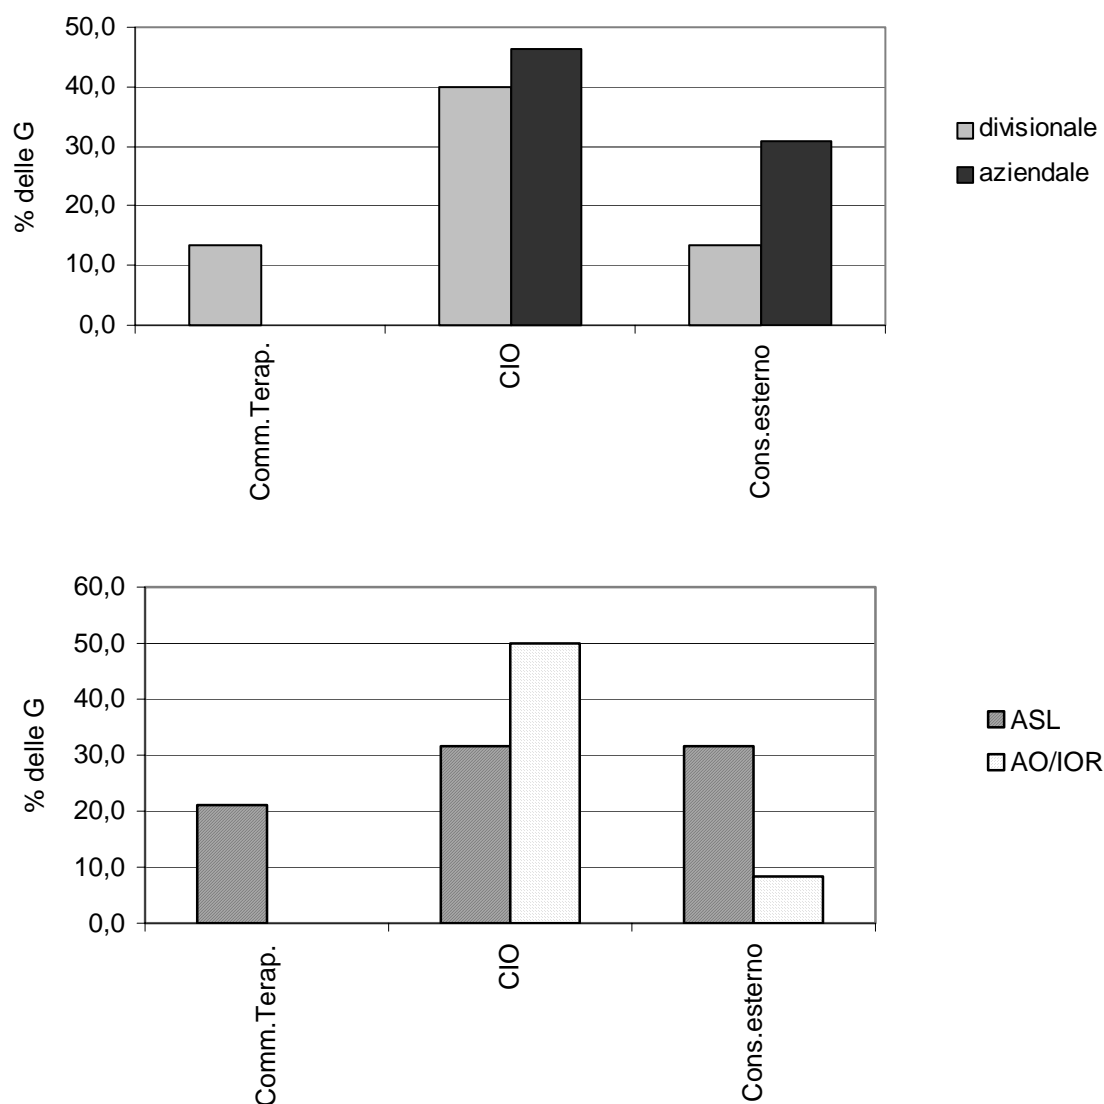 50,0
40,0
30,0
20,0
10,0
0,0
% delle G
Comm.Terap.
CIO
Cons.esterno
divisionale
aziendale
60,0
50,0
40,0
30,0
20,0
10,0
0,0
% delle G
Comm.Terap.
CIO
Cons.esterno
ASL
AO/IOR